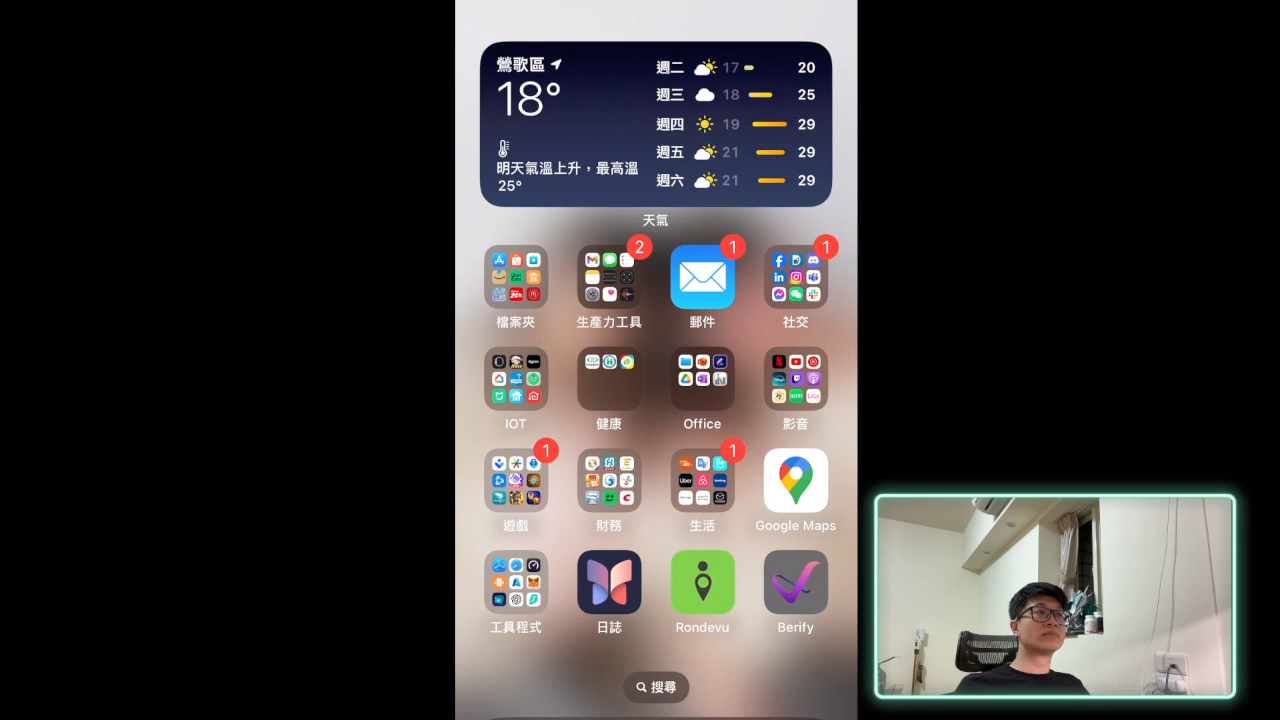 鶯歌區
18°
明天氣溫上升，最高溫
25°
週二 17 20
週三 18 25
週四 19 29
週五 21 29
週六 21 29
天氣
2
1
1
檔案夾
生產力工具
郵件
社交
IOT
健康
Office
影音
1
1
遊戲
財務
生活
Google Maps
工具程式
日誌
Rondevu
Berify
搜尋